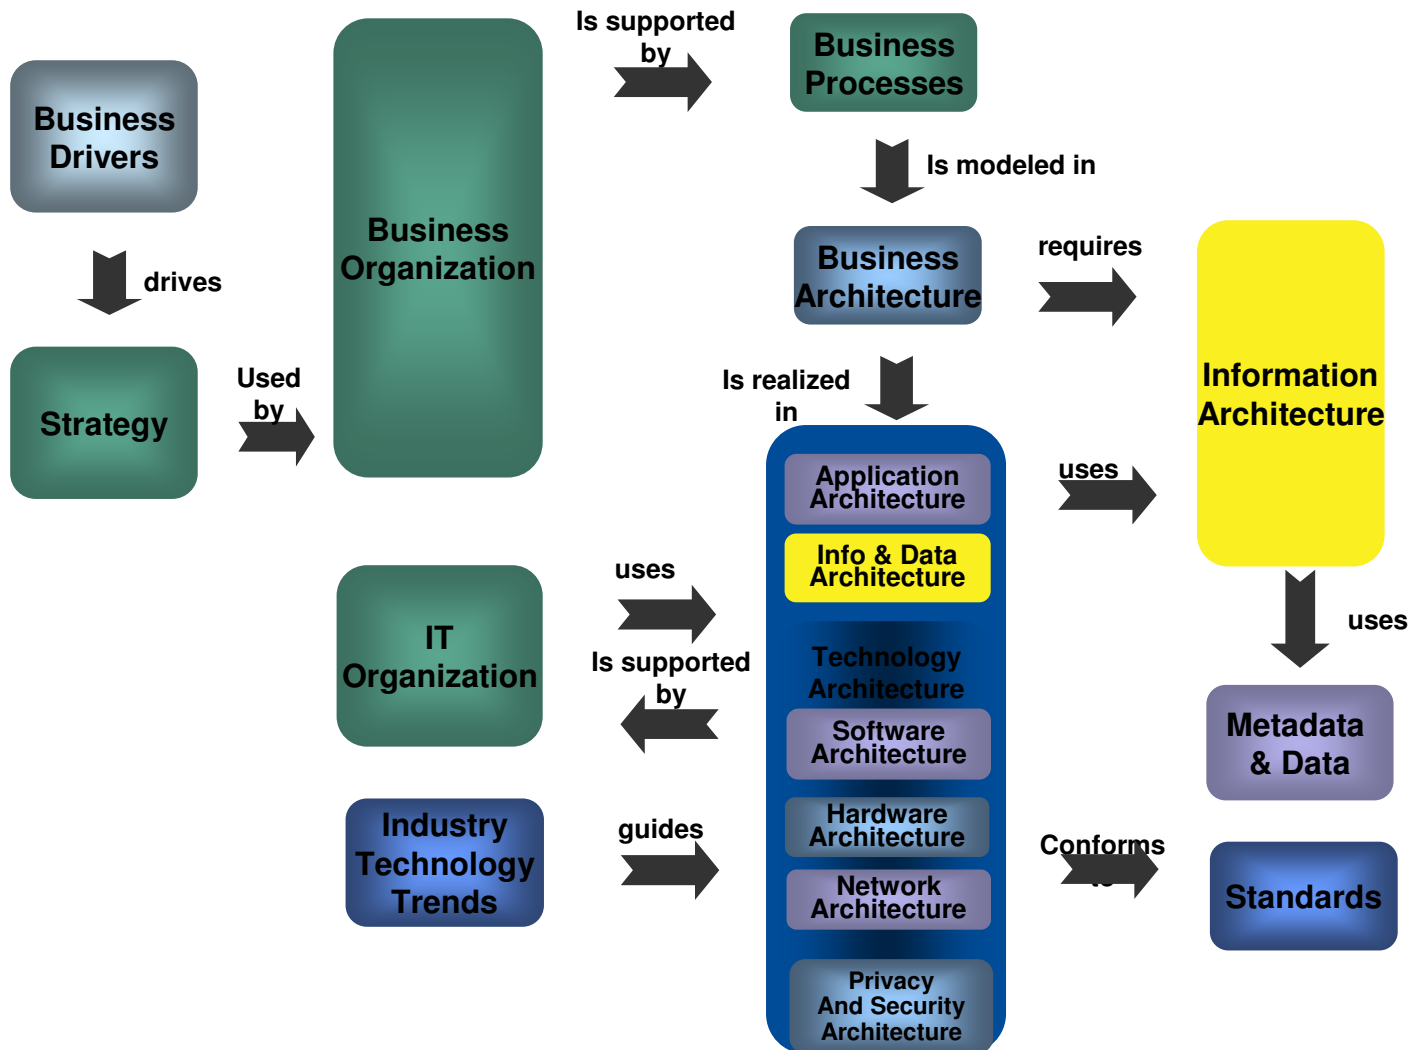 Business
Drivers
drives
Strategy
Used
by
Business
Organization
Is supported
by
Business
Processes
Is modeled in
Business
Architecture
requires
Information
Architecture
Is realized
in
Application
Architecture
uses
Info & Data
Architecture
IT
Organization
uses
Is supported
by
Technology
Architecture
Software
Architecture
uses
Metadata
& Data
Industry
Technology
Trends
guides
Hardware
Architecture
Network
Architecture
Conforms
to
Standards
Privacy
And Security
Architecture